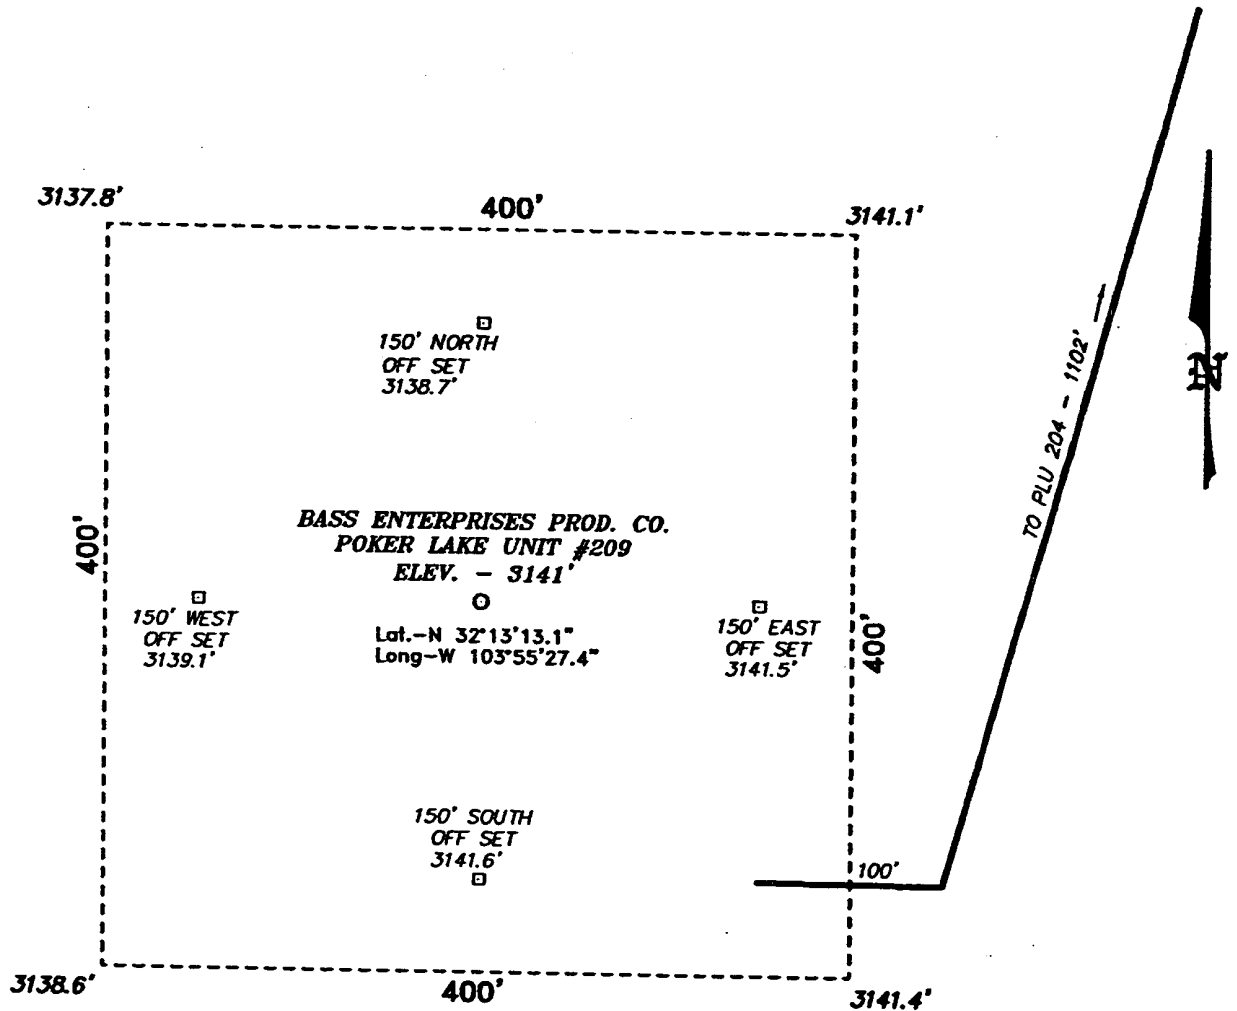 3137.8'
400'
3141.1'
150' NORTH
OFF SET
3138.7'
TO PLU 204 - 1102'
N
400'
BASS ENTERPRISES PROD. CO.
POKER LAKE UNIT #209
ELEV. - 3141'
Lat.-N 32°13'13.1"
Long-W 103°55'27.4"
150' WEST
OFF SET
3139.1'
150' EAST
OFF SET
3141.5'
400'
150' SOUTH
OFF SET
3141.6'
100'
3138.6'
400'
3141.4'